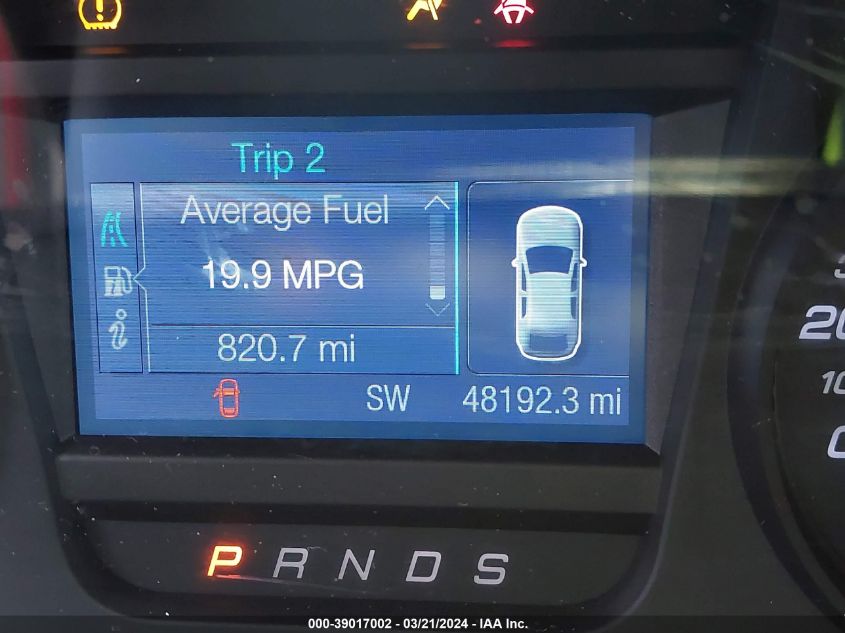 Trip 2
Average Fuel
19.9 MPG
820.7 mi
SW 48192.3 mi
20
P R N D S
000-39017002 - 03/21/2024 - IAA Inc.